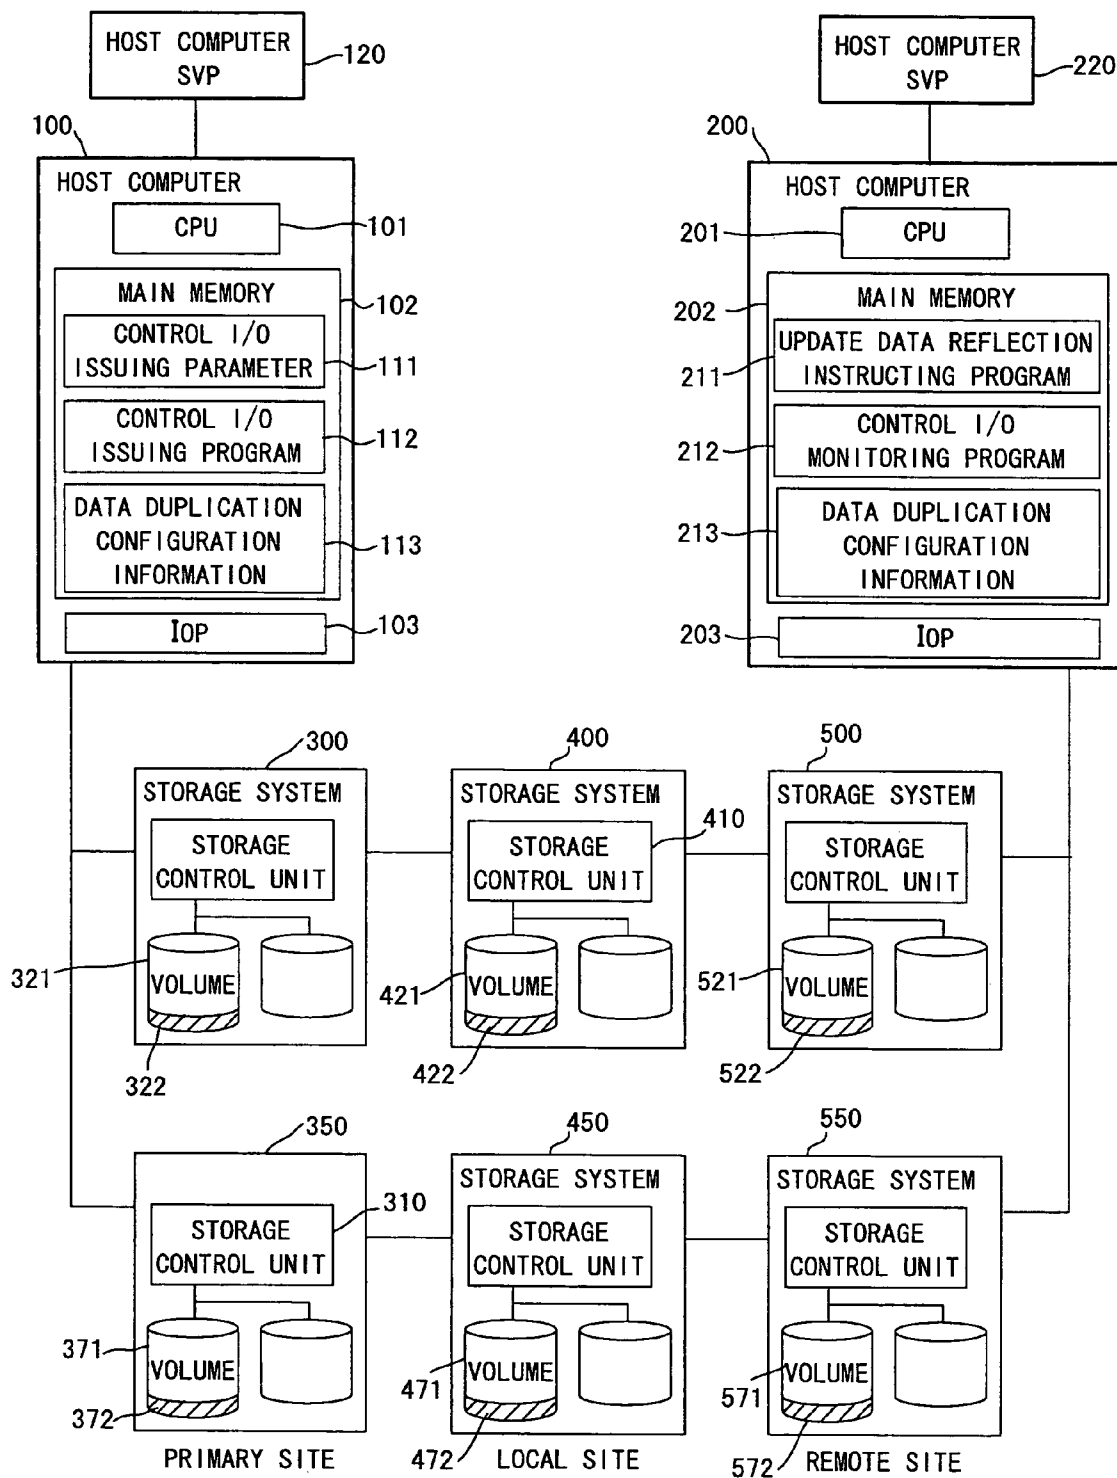 HOST COMPUTER
SVP
120
HOST COMPUTER
SVP
220
100
HOST COMPUTER
CPU
101
MAIN MEMORY
102
CONTROL I/O
ISSUING PARAMETER
111
CONTROL I/O
ISSUING PROGRAM
112
DATA DUPLICATION
CONFIGURATION
INFORMATION
113
IOP
103
200
HOST COMPUTER
201
CPU
202
MAIN MEMORY
UPDATE DATA REFLECTION
INSTRUCTING PROGRAM
211
CONTROL I/O
MONITORING PROGRAM
212
DATA DUPLICATION
CONFIGURATION
INFORMATION
213
203
IOP
300
STORAGE SYSTEM
STORAGE
CONTROL UNIT
321
VOLUME
322
400
STORAGE SYSTEM
410
STORAGE
CONTROL UNIT
421
VOLUME
422
500
STORAGE SYSTEM
STORAGE
CONTROL UNIT
521
VOLUME
522
350
310
STORAGE
CONTROL UNIT
371
VOLUME
372
PRIMARY SITE
450
STORAGE SYSTEM
STORAGE
CONTROL UNIT
471
VOLUME
472
LOCAL SITE
550
STORAGE SYSTEM
STORAGE
CONTROL UNIT
571
VOLUME
572
REMOTE SITE